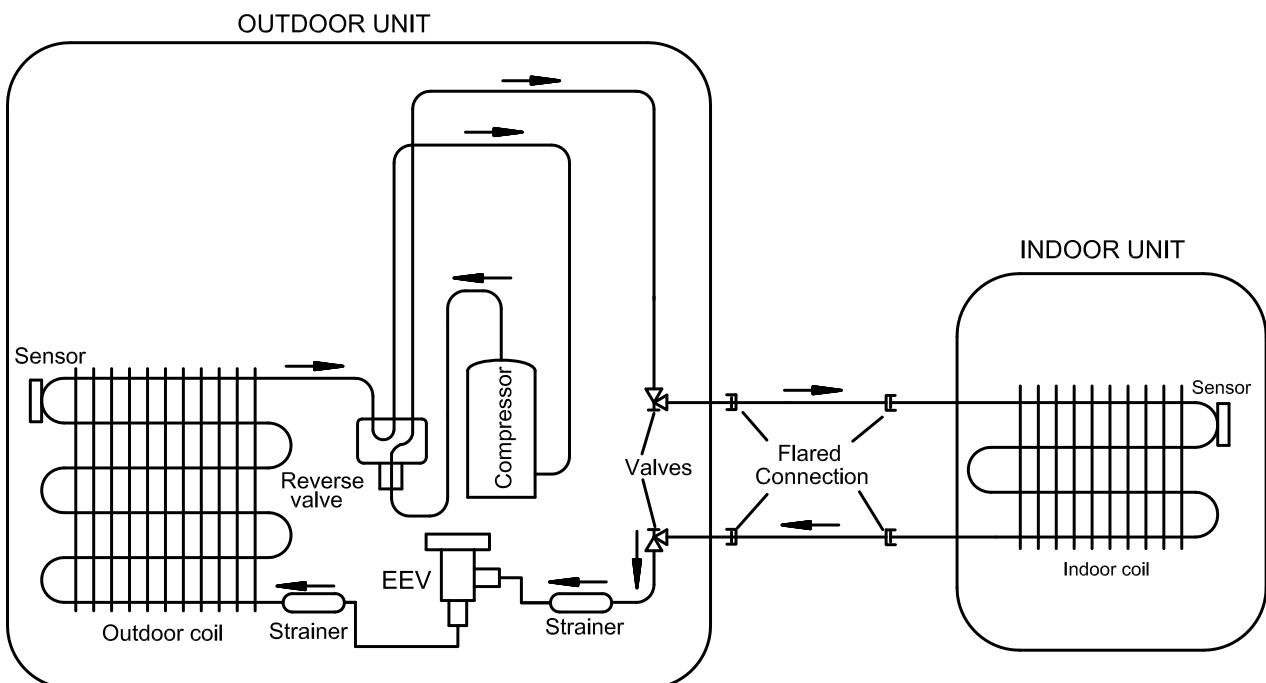 OUTDOOR UNIT
INDOOR UNIT
Sensor
Compressor
Sensor
Reverse
valve
Valves
Flared
Connection
EEV
Indoor coil
Outdoor coil
Strainer
Strainer